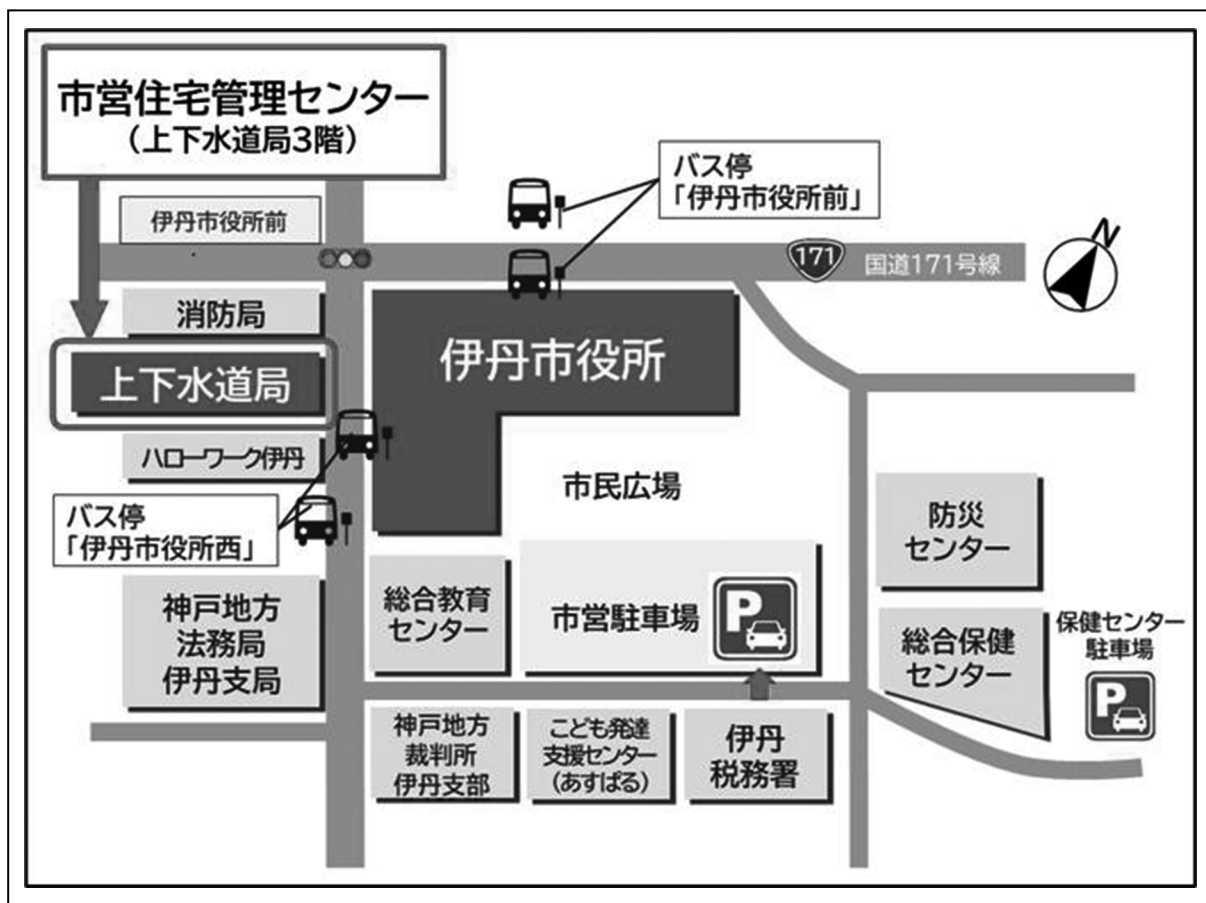 市営住宅管理センター
（上下水道局3階）
バス停
「伊丹市役所前」
伊丹市役所前
171
国道171号線
N
消防局
伊丹市役所
上下水道局
ハローワーク伊丹
市民広場
バス停
「伊丹市役所西」
防災
センター
神戸地方
法務局
伊丹支局
総合教育
センター
市営駐車場
P
総合保健
センター
保健センター
駐車場
P
神戸地方
裁判所
伊丹支部
こども発達
支援センター
（あすぱる）
伊丹
税務署